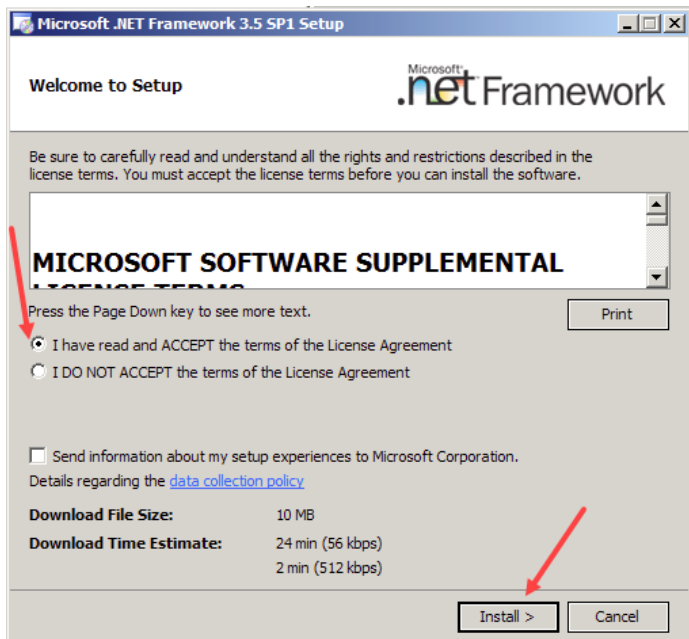 Microsoft .NET Framework 3.5 SP1 Setup
Welcome to Setup
Microsoft
.net Framework
Be sure to carefully read and understand all the rights and restrictions described in the
license terms. You must accept the license terms before you can install the software.
MICROSOFT SOFTWARE SUPPLEMENTAL
LICENSE TERMS
Press the Page Down key to see more text.
Print
I have read and ACCEPT the terms of the License Agreement
I DO NOT ACCEPT the terms of the License Agreement
Send information about my setup experiences to Microsoft Corporation.
Details regarding the data collection policy
Download File Size: 10 MB
Download Time Estimate: 24 min (56 kbps)
2 min (512 kbps)
Install >
Cancel